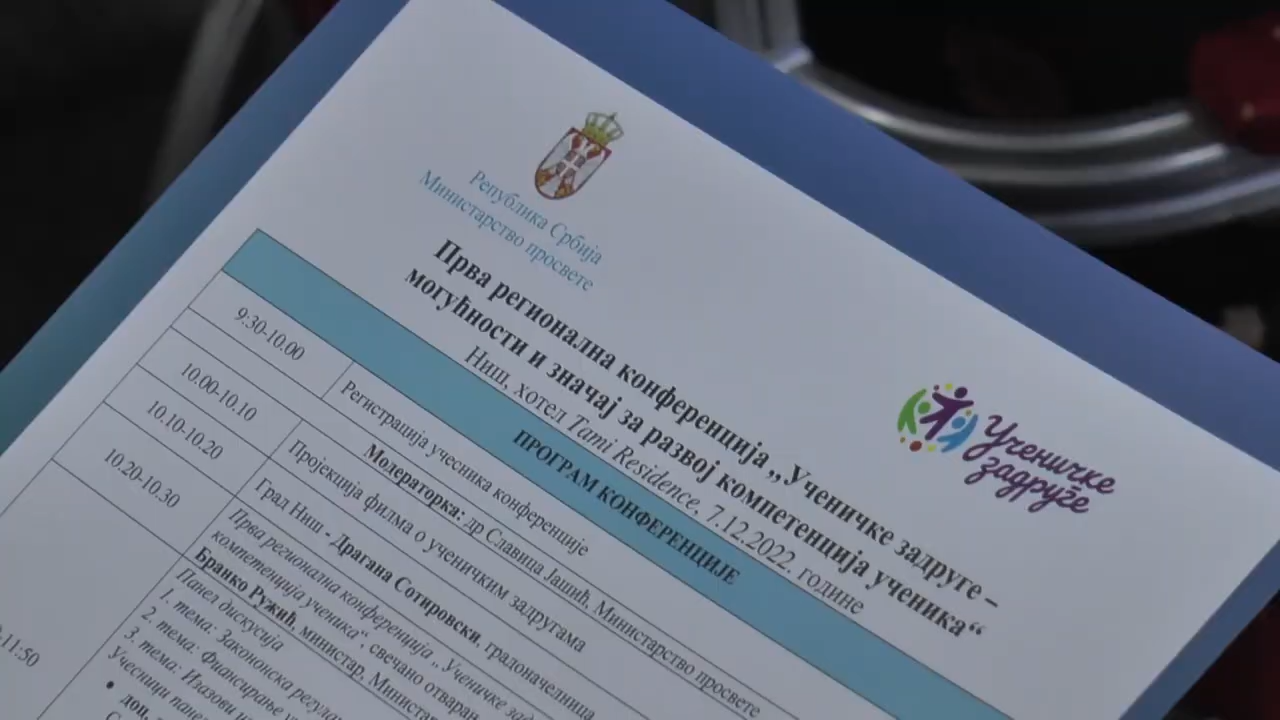 Република Србија
Министарство просвете
Прва регионална конференција „Ученичке задруге –
могућности и значај за развој компетенција ученика“
Ниш, хотел Tami Residence, 7.12.2022. године
Ученичке
задруге
ПРОГРАМ КОНФЕРЕНЦИЈЕ
9:30-10.00
Регистрација учесника конференције
Модераторка: др Славица Јашић, Министарство просвете
10.00-10.10
Пројекција филма о ученичким задругама
10.10-10.20
Град Ниш - Драгана Сотировски, градоначелница
10.20-10.30
Прва регионална конференција „Ученичке
компетенција ученика“, свечано отваран
Бранко Ружић, министар,
11:50
Панел дискусија
1. тема: Законска
2. тема: Финансирање
3. тема: Изазови
Учесници